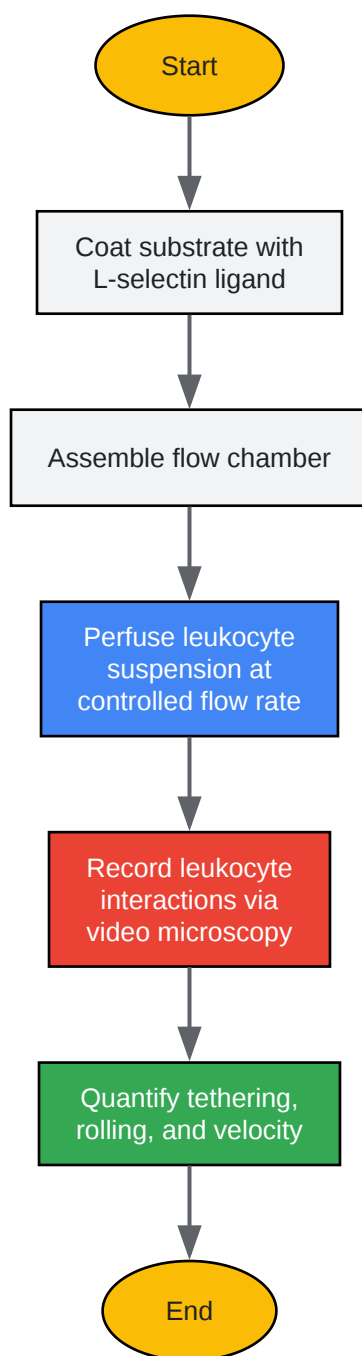 Start
Coat substrate with
L-selectin ligand
Assemble flow chamber
Perfuse leukocyte
suspension at
controlled flow rate
Record leukocyte
interactions via
video microscopy
Quantify tethering,
rolling, and velocity
End